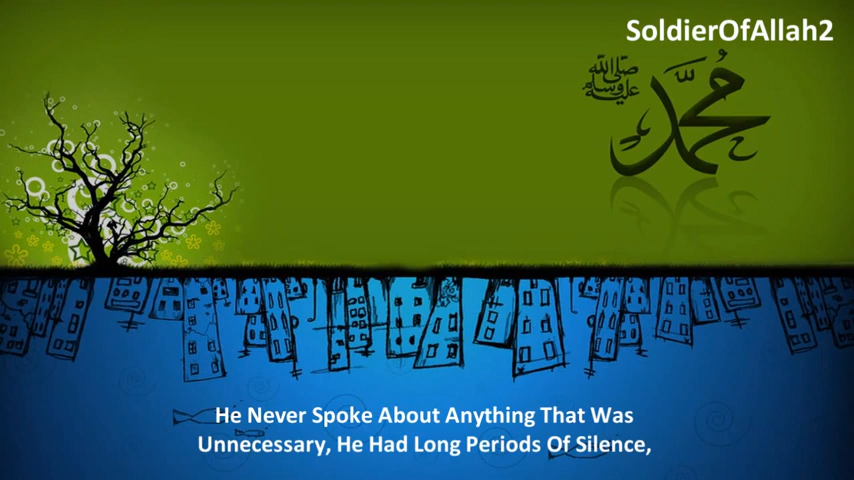 SoldierOfAllah2
صلى الله
عليه وسلم
محمد
He Never Spoke About Anything That Was
Unnecessary, He Had Long Periods Of Silence,